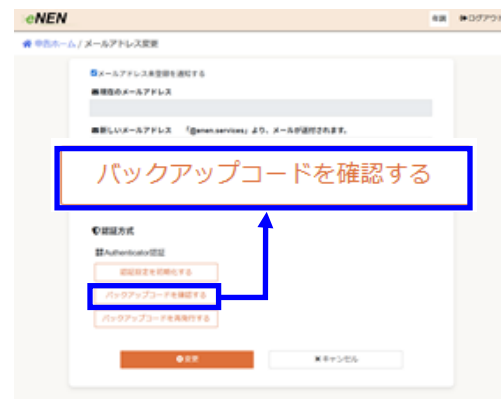 eNEN
ログアウト
申告ホーム / メールアドレス変更
メールアドレス未登録を通知する
現在のメールアドレス
新しいメールアドレス 「@enen.services」より、メールが送付されます。
バックアップコードを確認する
認証方式
Authenticator認証
認証設定を初期化する
バックアップコードを確認する
バックアップコードを再発行する
変更
キャンセル